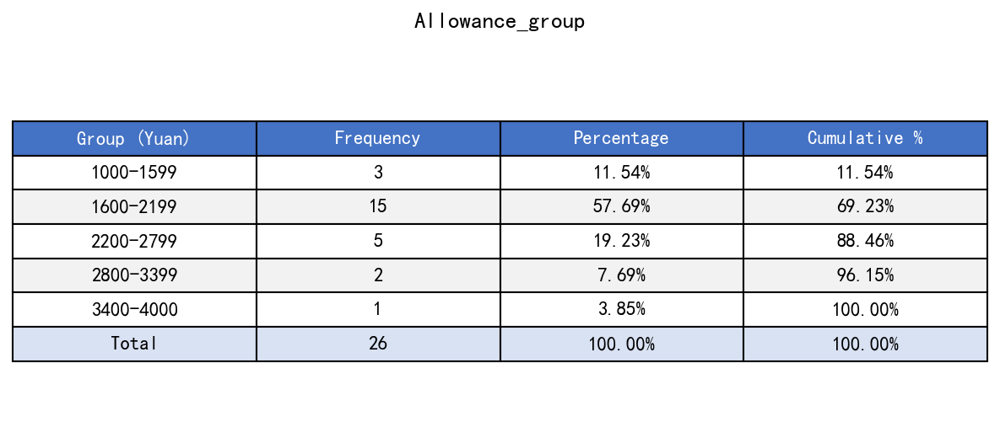 Allowance_group
Group (Yuan) Frequency Percentage Cumulative %
1000-1599 3 11.54% 11.54%
1600-2199 15 57.69% 69.23%
2200-2799 5 19.23% 88.46%
2800-3399 2 7.69% 96.15%
3400-4000 1 3.85% 100.00%
Total 26 100.00% 100.00%